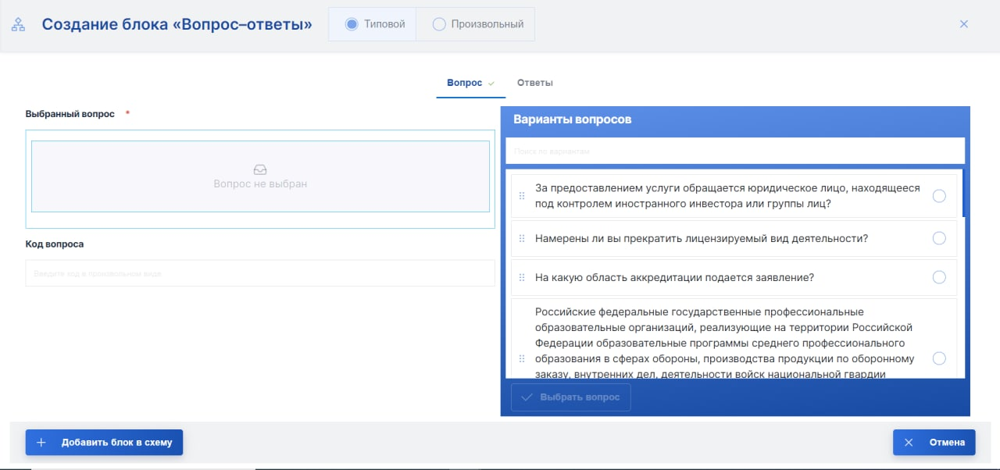 Создание блока «Вопрос–ответы»
Типовой
Произвольный
Вопрос
Ответы
Выбранный вопрос *
Вопрос не выбран
Код вопроса
Введите код в произвольном виде
Варианты вопросов
Поиск по вариантам
За предоставлением услуги обращается юридическое лицо, находящееся
под контролем иностранного инвестора или группы лиц?
Намерены ли вы прекратить лицензируемый вид деятельности?
На какую область аккредитации подается заявление?
Российские федеральные государственные профессиональные
образовательные организаций, реализующие на территории Российской
Федерации образовательные программы среднего профессионального
образования в сферах обороны, производства продукции по оборонному
заказу, внутренних дел, деятельности войск национальной гвардии
Выбрать вопрос
Добавить блок в схему
Отмена